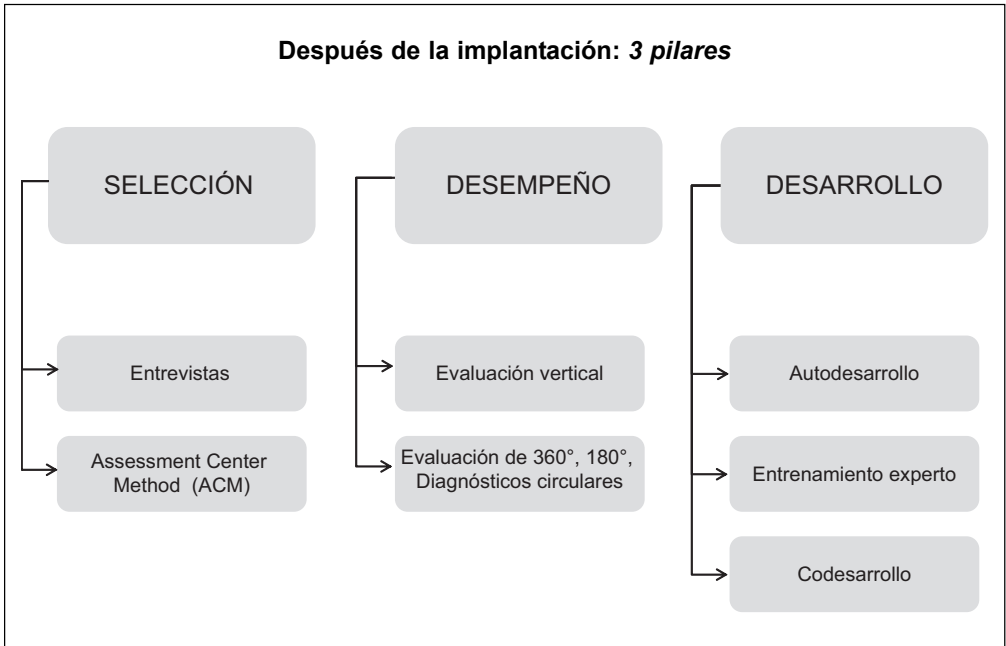 Después de la implantación: 3 pilares
SELECCIÓN
DESEMPEÑO
DESARROLLO
Entrevistas
Assessment Center
Method (ACM)
Evaluación vertical
Evaluación de 360°, 180°,
Diagnósticos circulares
Autodesarrollo
Entrenamiento experto
Codesarrollo